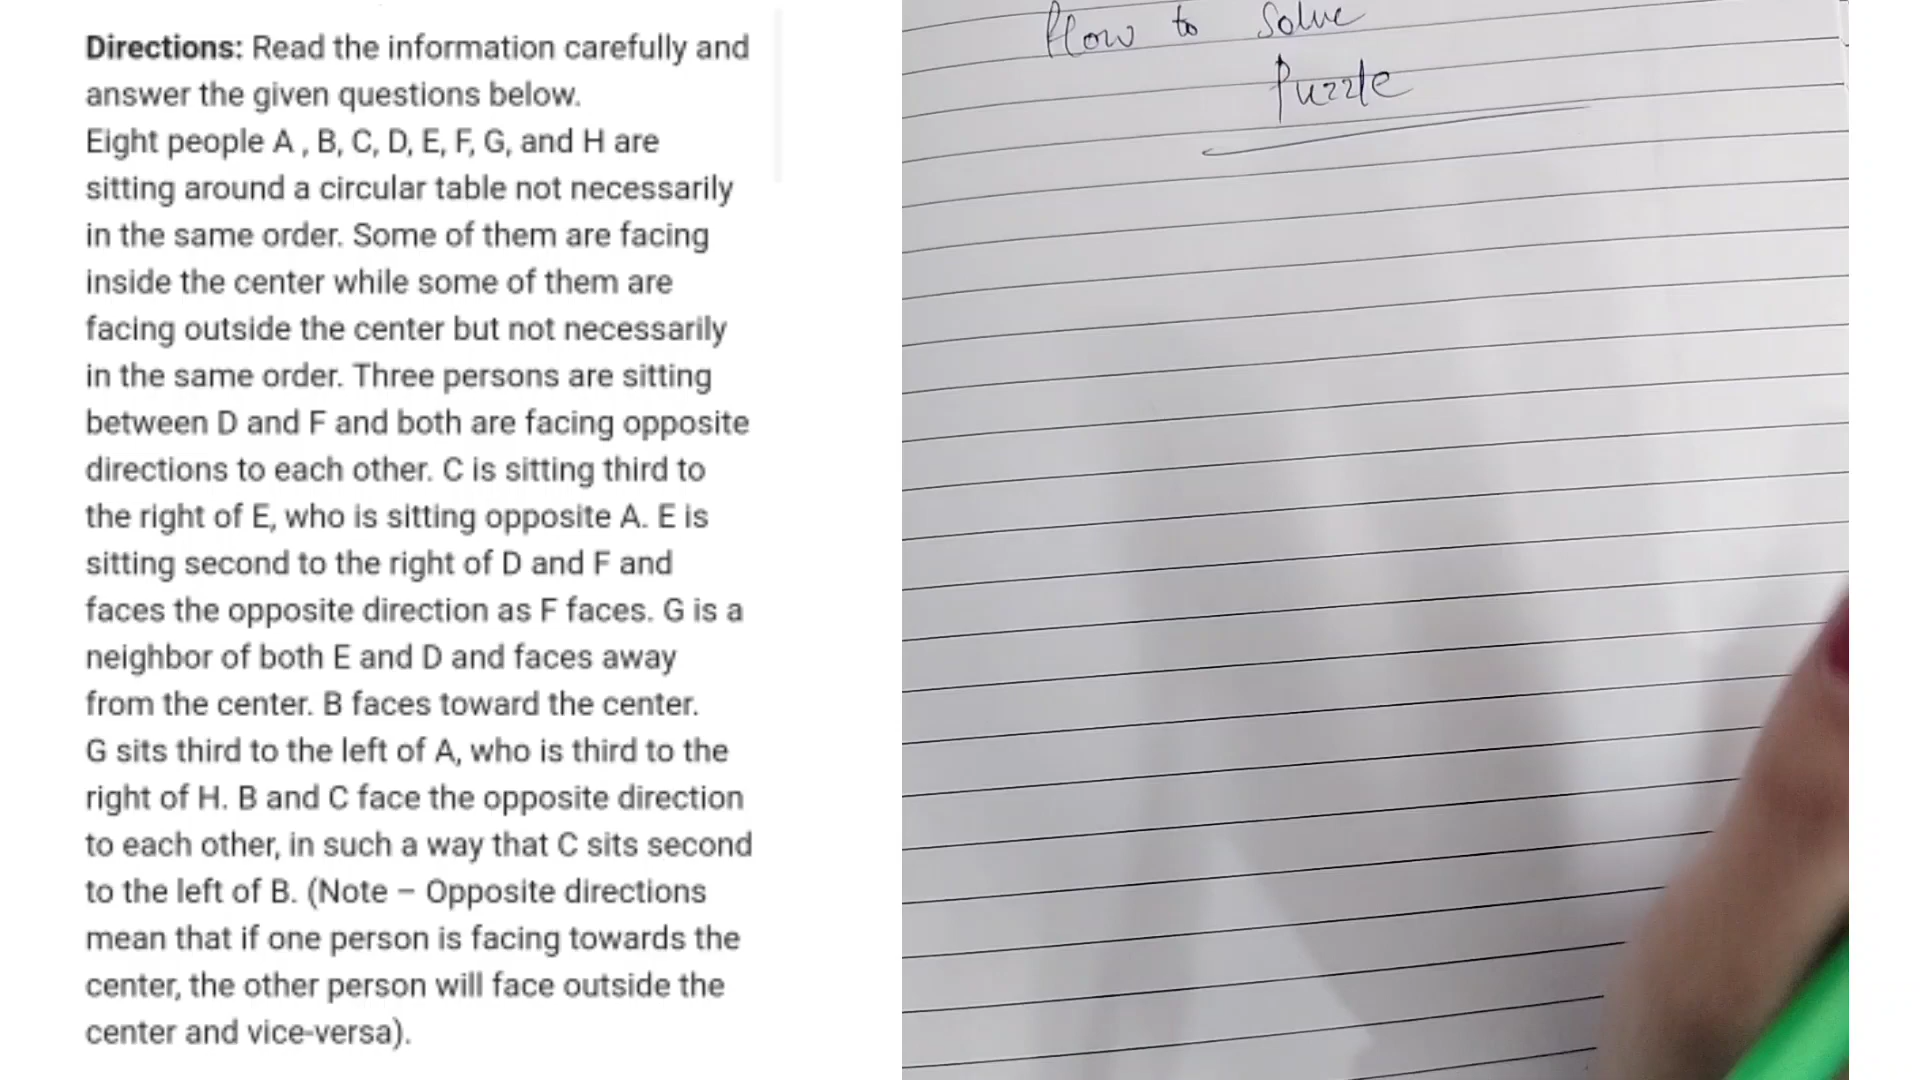 Directions: Read the information carefully and
answer the given questions below.
Eight people A , B, C, D, E, F, G, and H are
sitting around a circular table not necessarily
in the same order. Some of them are facing
inside the center while some of them are
facing outside the center but not necessarily
in the same order. Three persons are sitting
between D and F and both are facing opposite
directions to each other. C is sitting third to
the right of E, who is sitting opposite A. E is
sitting second to the right of D and F and
faces the opposite direction as F faces. G is a
neighbor of both E and D and faces away
from the center. B faces toward the center.
G sits third to the left of A, who is third to the
right of H. B and C face the opposite direction
to each other, in such a way that C sits second
to the left of B. (Note – Opposite directions
mean that if one person is facing towards the
center, the other person will face outside the
center and vice-versa).
How to Solve
Puzzle